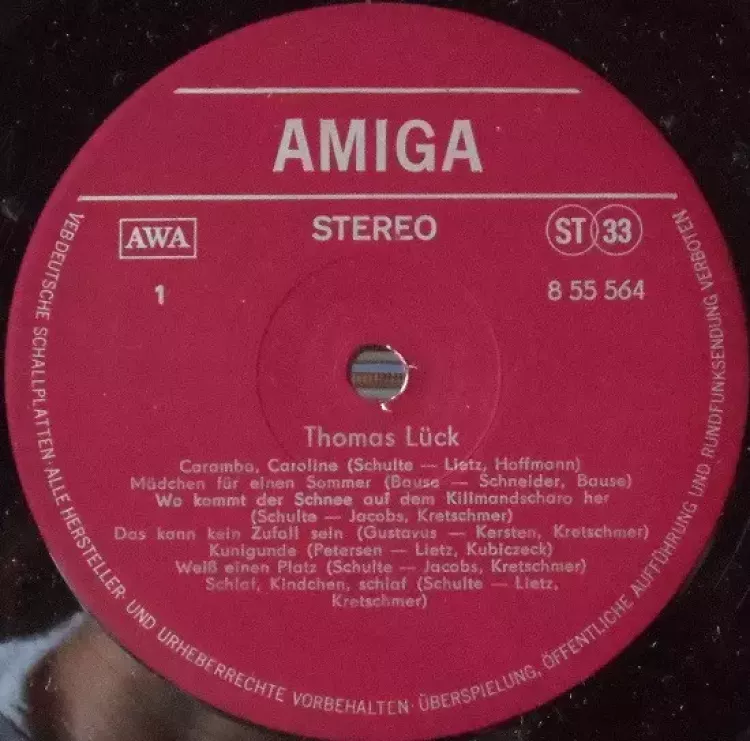 AMIGA
AWA
STEREO
ST 33
1
8 55 564
Thomas Lück
Caramba, Caroline (Schulte — Lietz, Hoffmann)
Mädchen für einen Sommer (Bause — Schneider, Bause)
Wo kommt der Schnee auf dem Kilimandscharo her
(Schulte — Jacobs, Kretschmer)
Das kann kein Zufall sein (Gustavus — Kersten, Kretschmer)
Kunigunde (Petersen — Lietz, Kubiczeck)
Weiß einen Platz (Schulte — Jacobs, Kretschmer)
Schlaf, Kindchen, schlaf (Schulte — Lietz,
Kretschmer)
VEB DEUTSCHE SCHALLPLATTEN · ALLE HERSTELLER- UND URHEBERRECHTE VORBEHALTEN · ÜBERSPIELUNG, ÖFFENTLICHE AUFFÜHRUNG UND RUNDFUNKSENDUNG VERBOTEN